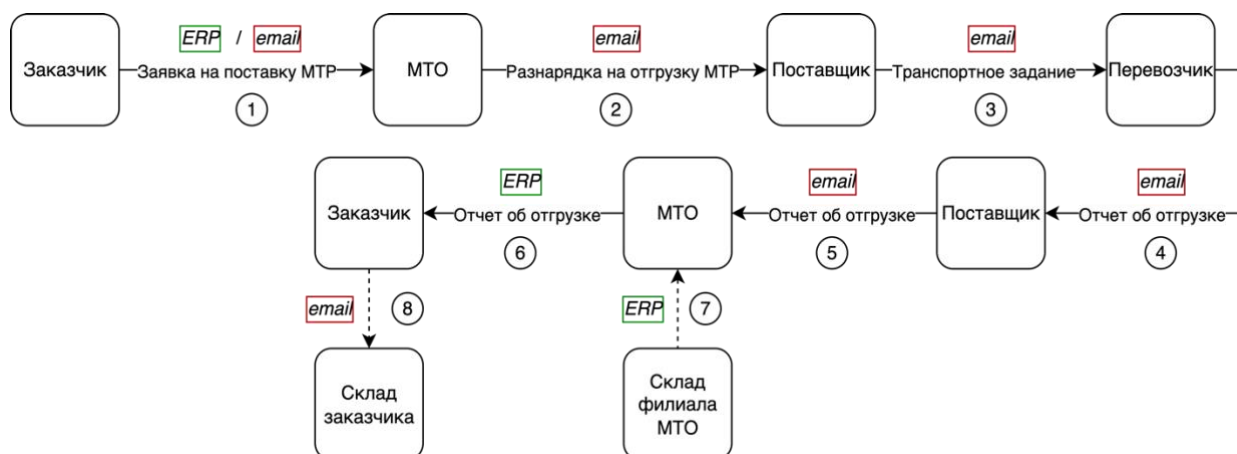 ERP / email
email
email
Заказчик
Заявка на поставку МТР
МТО
Разнарядка на отгрузку МТР
Поставщик
Транспортное задание
Перевозчик
1
2
3
ERP
email
email
Заказчик
Отчет об отгрузке
МТО
Отчет об отгрузке
Поставщик
Отчет об отгрузке
6
5
4
email
8
ERP
7
Склад
заказчика
Склад
филиала
МТО